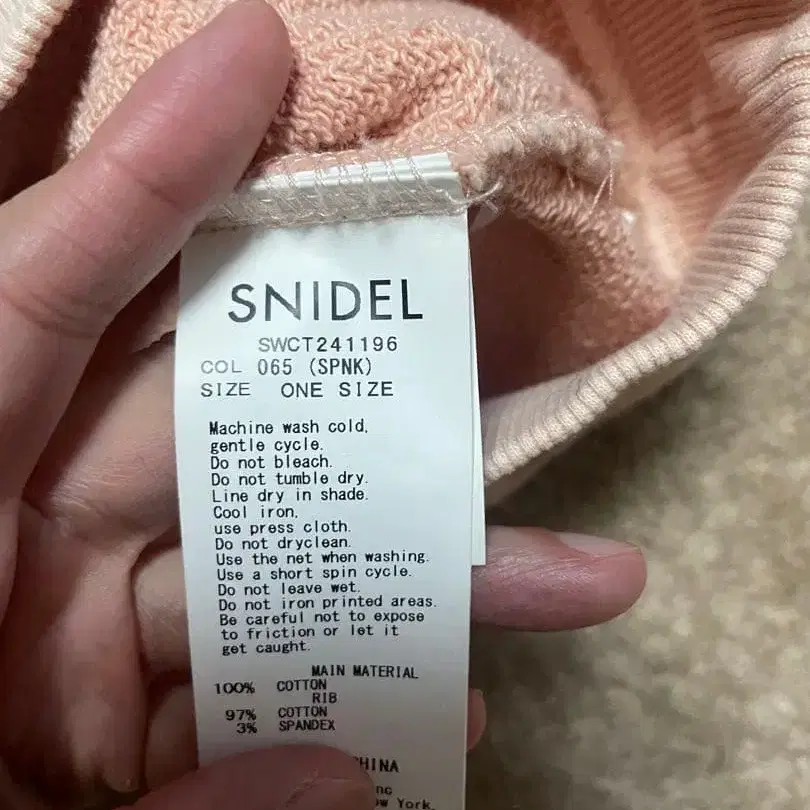 SNIDEL
SWCT241196
COL 065 (SPNK)
SIZE ONE SIZE
Machine wash cold,
gentle cycle.
Do not bleach.
Do not tumble dry.
Line dry in shade.
Cool iron,
use press cloth.
Do not dryclean.
Use the net when washing.
Use a short spin cycle.
Do not leave wet.
Do not iron printed areas.
Be careful not to expose
to friction or let it
get caught.
MAIN MATERIAL
100% COTTON
RIB
97% COTTON
3% SPANDEX
York,